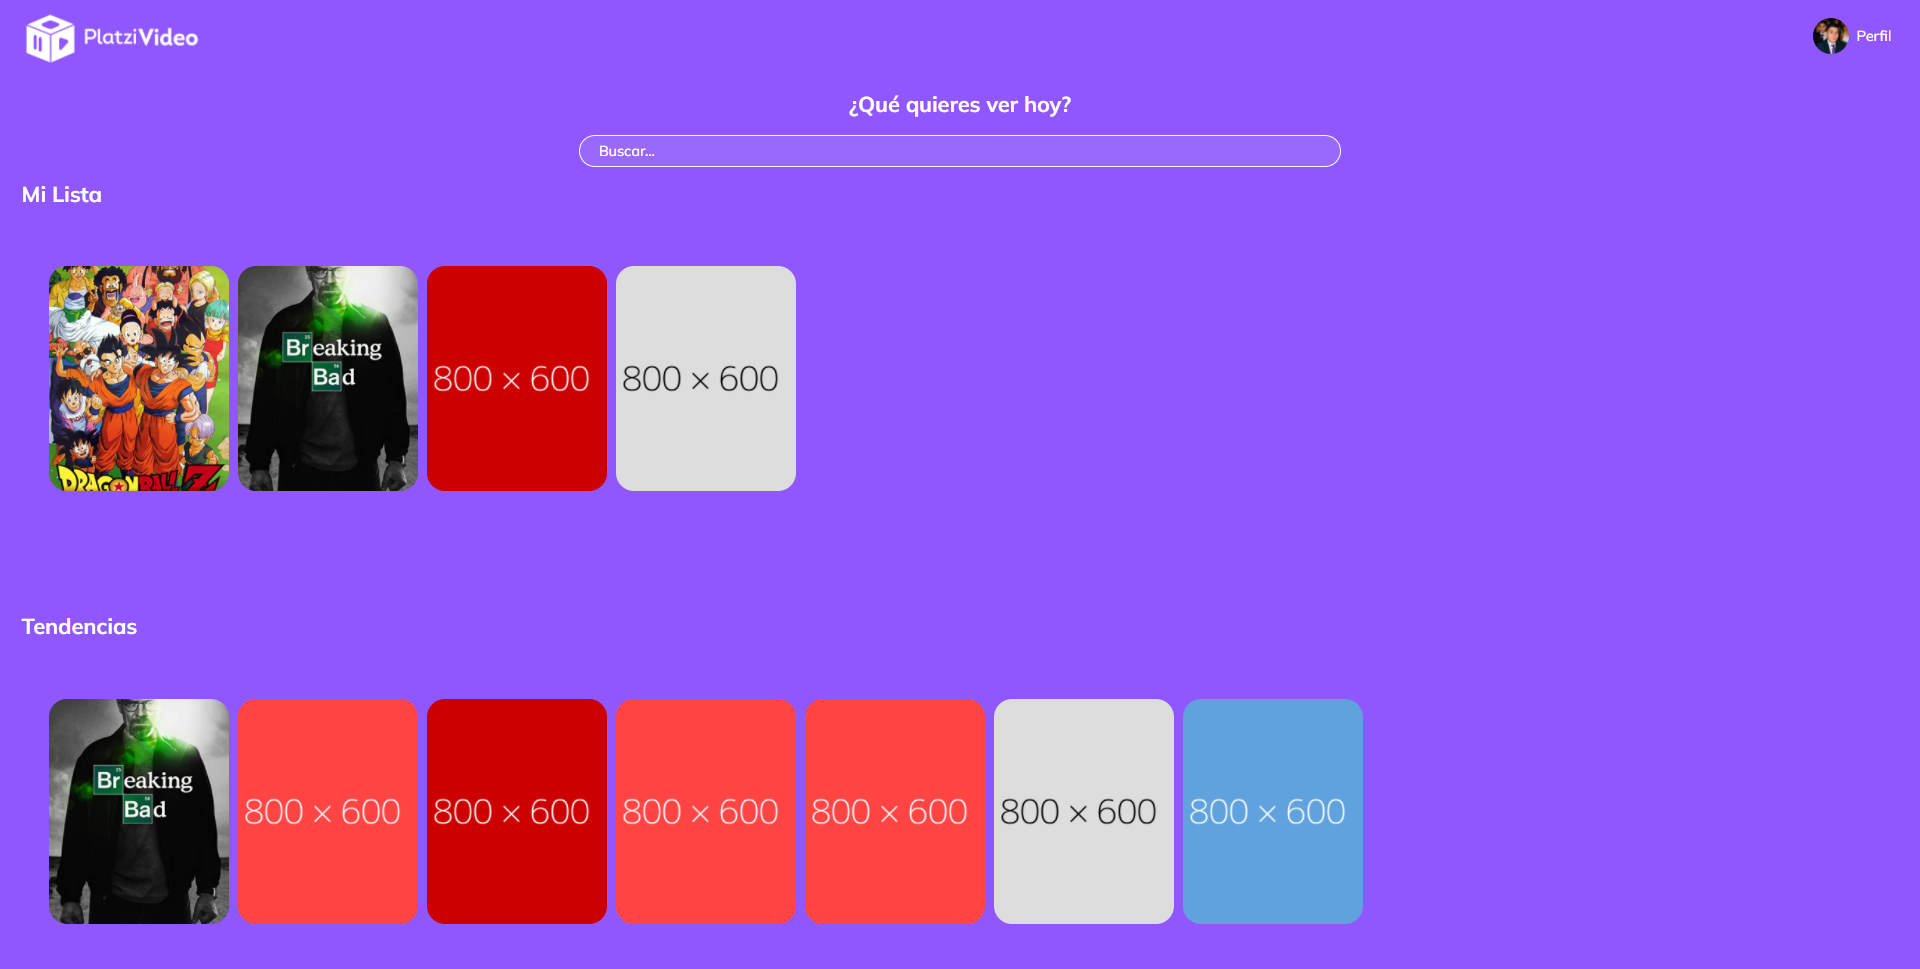 PlatziVideo
Perfil
¿Qué quieres ver hoy?
Buscar...
Mi Lista
DRAGON BALL Z
Breaking
Bad
800 × 600
800 × 600
Tendencias
Breaking
Bad
800 × 600
800 × 600
800 × 600
800 × 600
800 × 600
800 × 600